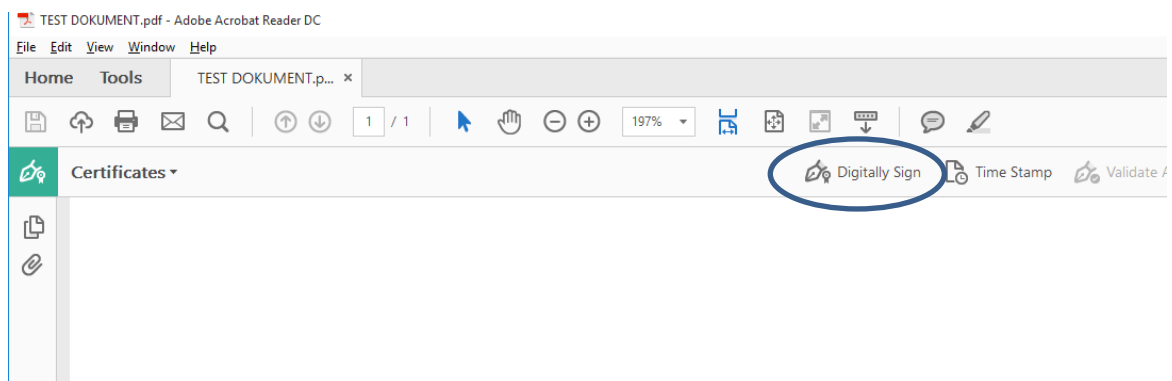 TEST DOKUMENT.pdf - Adobe Acrobat Reader DC
File Edit View Window Help
Home Tools TEST DOKUMENT.p... ×
1 / 1 197%
Certificates Digitally Sign Time Stamp Validate A